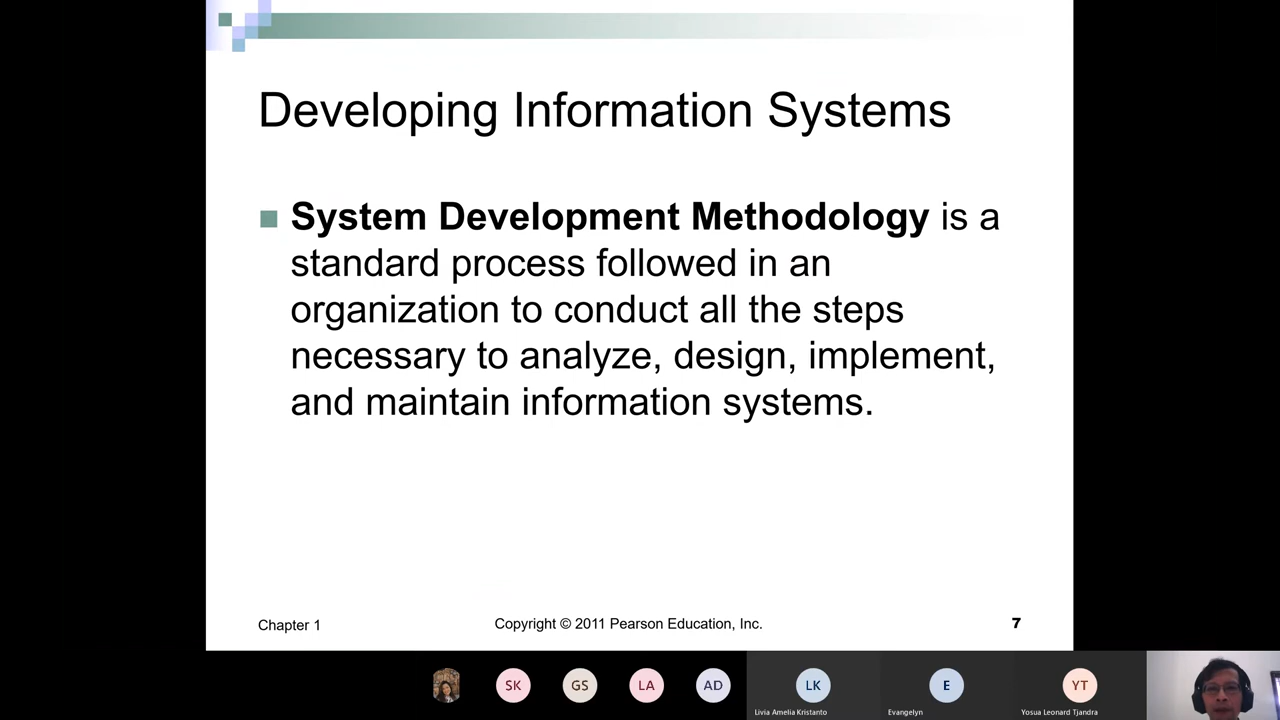 Developing Information Systems
System Development Methodology is a
standard process followed in an
organization to conduct all the steps
necessary to analyze, design, implement,
and maintain information systems.
Chapter 1
Copyright © 2011 Pearson Education, Inc.
7
SK
GS
LA
AD
LK
E
YT
Livia Amelia Kristanto
Evangelyn
Yosua Leonard Tjandra